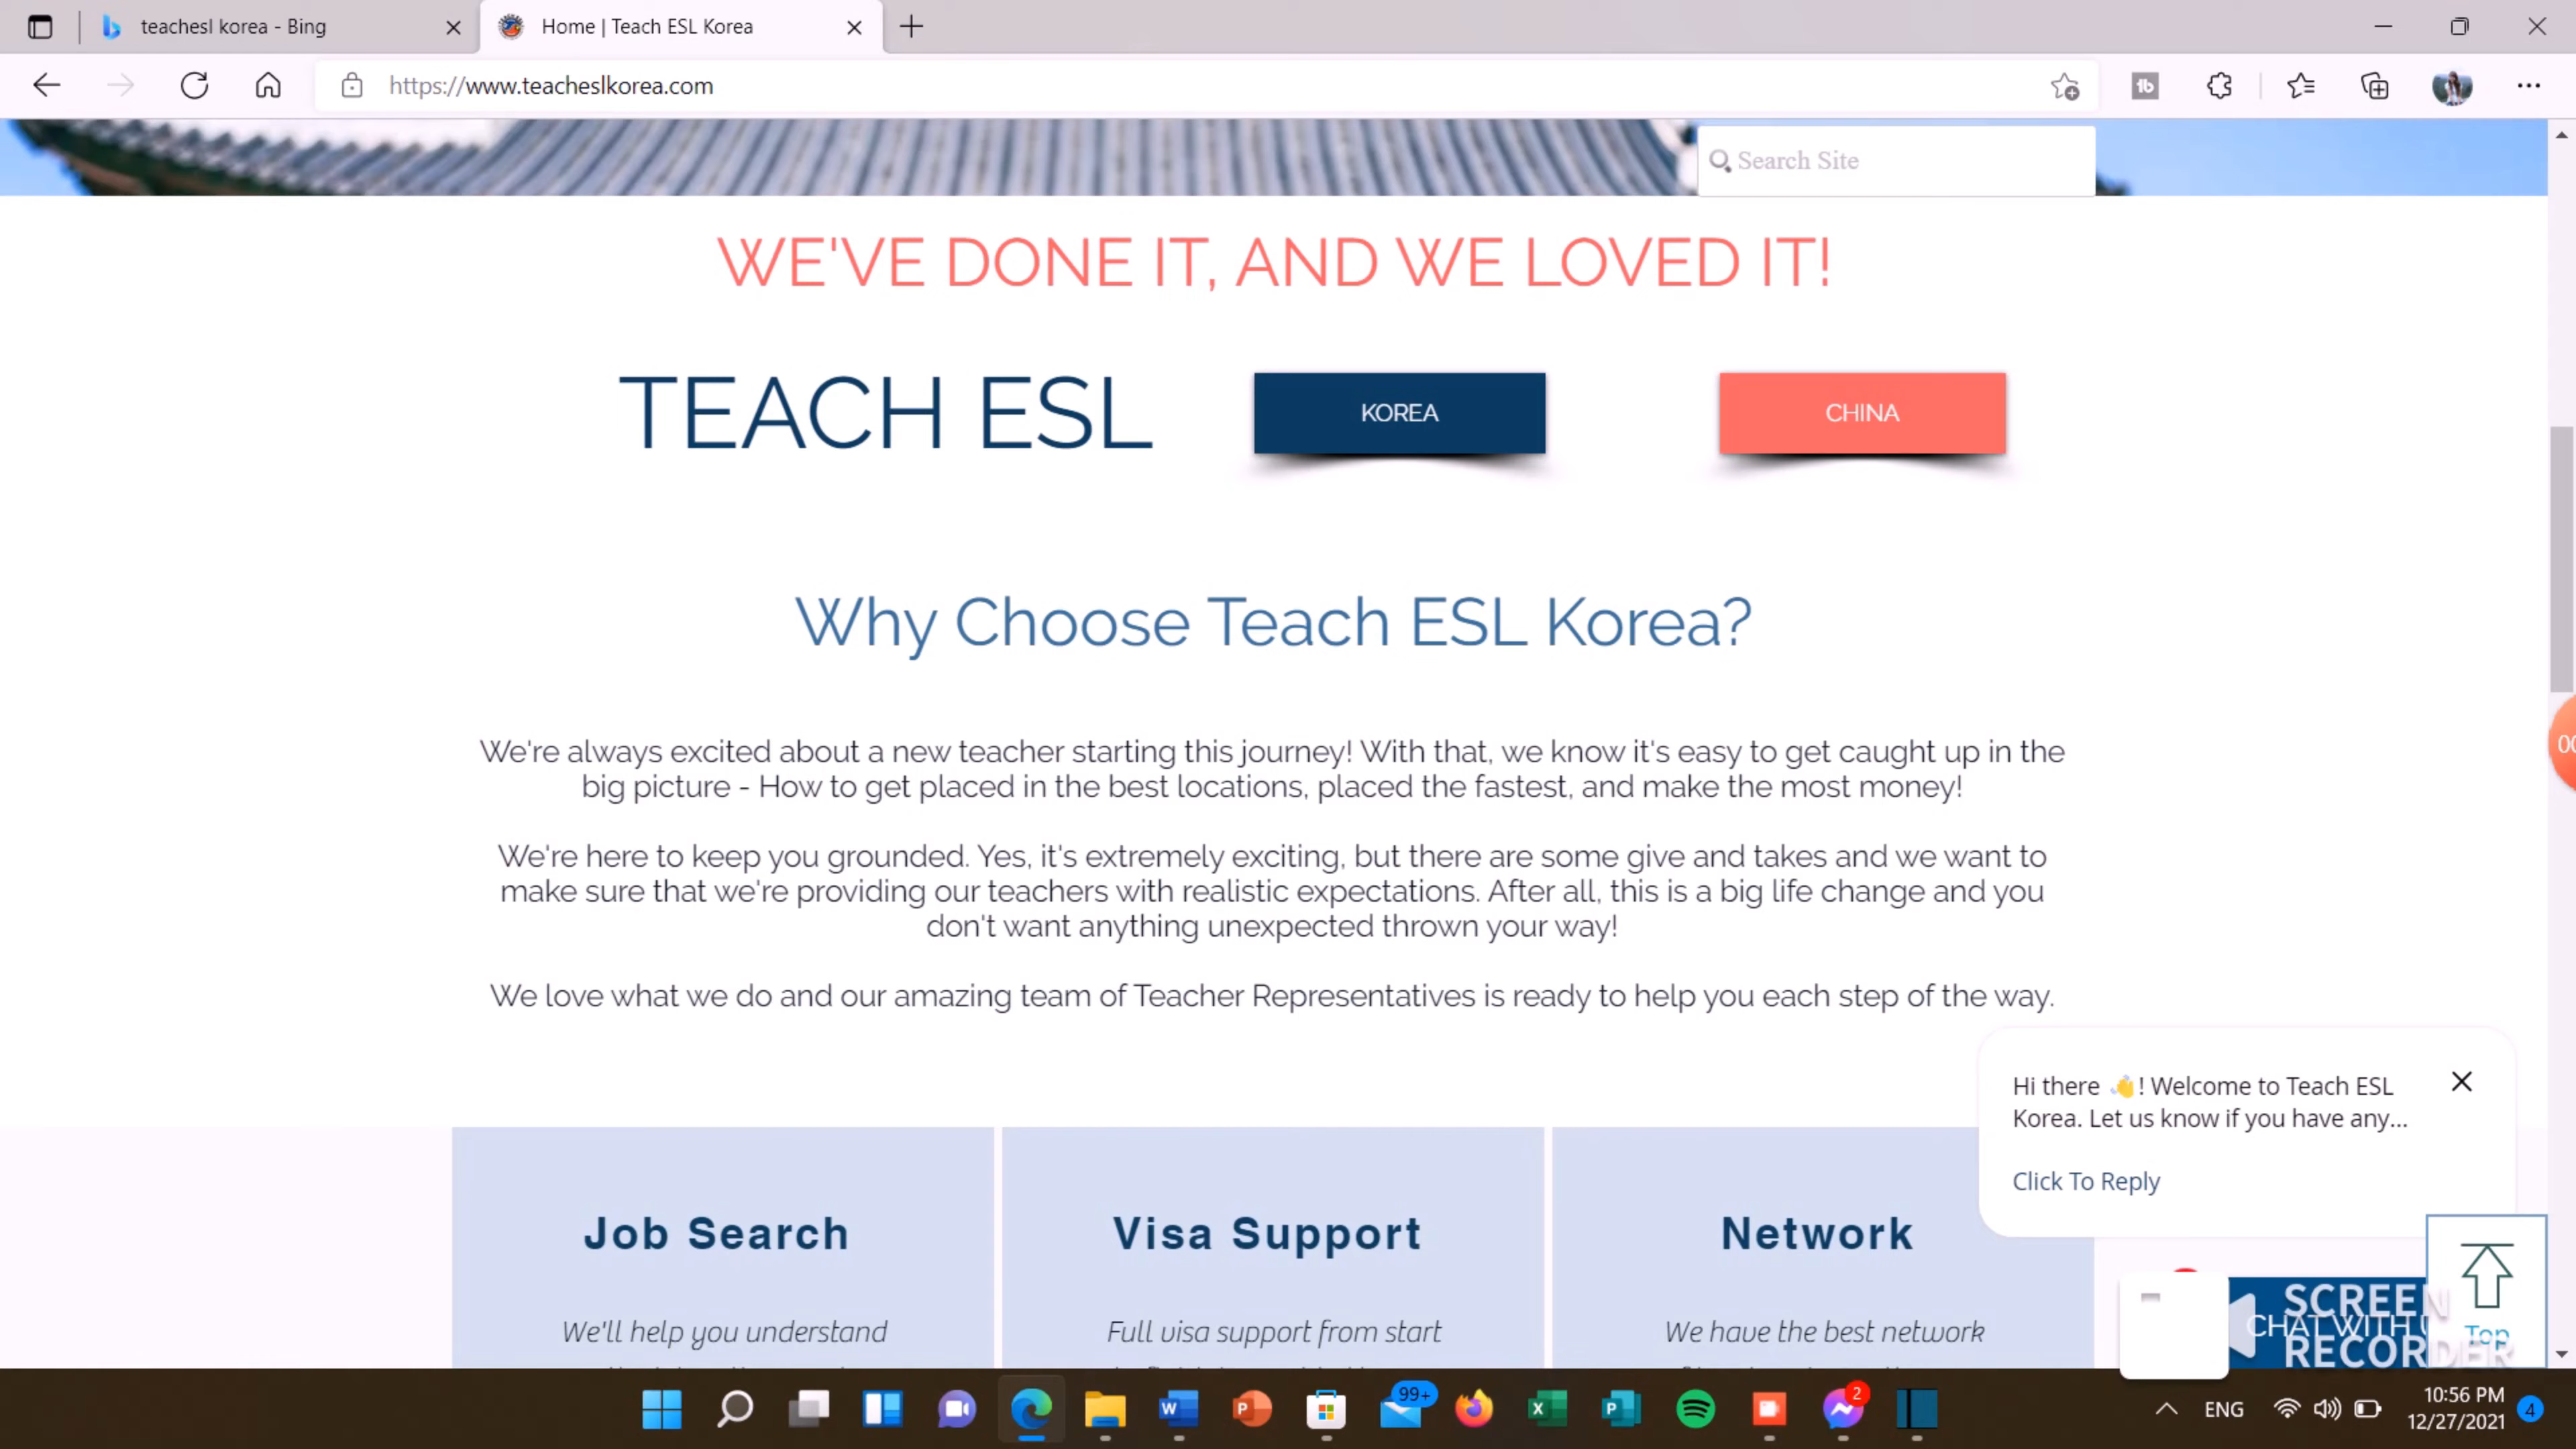 teachesl korea - Bing
Home | Teach ESL Korea
https://www.teacheslkorea.com
Search Site
WE'VE DONE IT, AND WE LOVED IT!
TEACH ESL
KOREA
CHINA
Why Choose Teach ESL Korea?
We're always excited about a new teacher starting this journey! With that, we know it's easy to get caught up in the
big picture - How to get placed in the best locations, placed the fastest, and make the most money!
We're here to keep you grounded. Yes, it's extremely exciting, but there are some give and takes and we want to
make sure that we're providing our teachers with realistic expectations. After all, this is a big life change and you
don't want anything unexpected thrown your way!
We love what we do and our amazing team of Teacher Representatives is ready to help you each step of the way.
Hi there 👋! Welcome to Teach ESL
Korea. Let us know if you have any...
Click To Reply
Job Search
Visa Support
Network
We'll help you understand
Full visa support from start
We have the best network
SCREEN
CHAT WITH
RECORDER
Top
99+
2
ENG
10:56 PM
12/27/2021
4